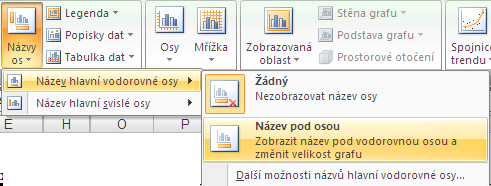 Názvy os
Legenda
Popisky dat
Tabulka dat
Osy
Mřížka
Zobrazovaná oblast
Stěna grafu
Podstava grafu
Prostorové otočení
Spojnice trendu
Název hlavní vodorovné osy
Název hlavní svislé osy
Žádný
Nezobrazovat název osy
Název pod osou
Zobrazit název pod vodorovnou osou a
změnit velikost grafu
Další možnosti názvů hlavní vodorovné osy...
E H O P